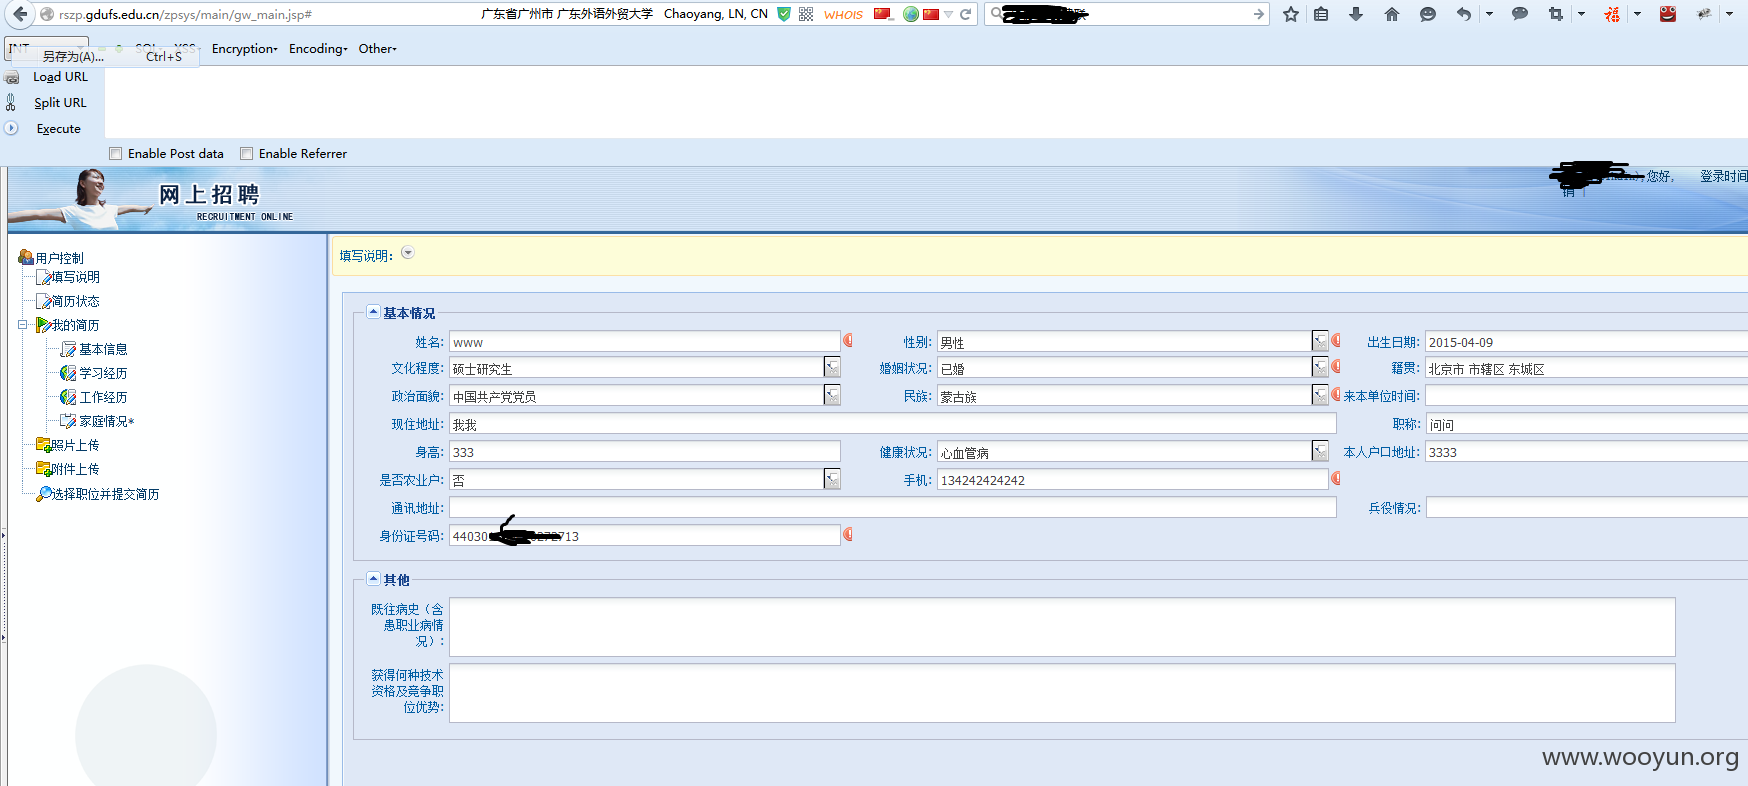 rszp.gdufs.edu.cn/zpsys/main/gw_main.jsp#
广东省广州市 广东外语外贸大学 Chaoyang, LN, CN WHOIS
INT SQL- XSS- Encryption- Encoding- Other-
另存为(A)... Ctrl+S
Load URL
Split URL
Execute
Enable Post data Enable Referrer
网上招聘
RECRUITMENT ONLINE
您好, 登录时间
销
用户控制
填写说明
简历状态
我的简历
基本信息
学习经历
工作经历
家庭情况*
照片上传
附件上传
选择职位并提交简历
填写说明:
基本情况
姓名: www 性别: 男性 出生日期: 2015-04-09
文化程度: 硕士研究生 婚姻状况: 已婚 籍贯: 北京市 市辖区 东城区
政治面貌: 中国共产党党员 民族: 蒙古族 来本单位时间:
现住地址: 我我 职称: 问问
身高: 333 健康状况: 心血管病 本人户口地址: 3333
是否农业户: 否 手机: 134242424242
通讯地址: 兵役情况:
身份证号码: 44030 272713
其他
既往病史（含
患职业病情
况）:
获得何种技术
资格及竞争职
位优势:
www.wooyun.org